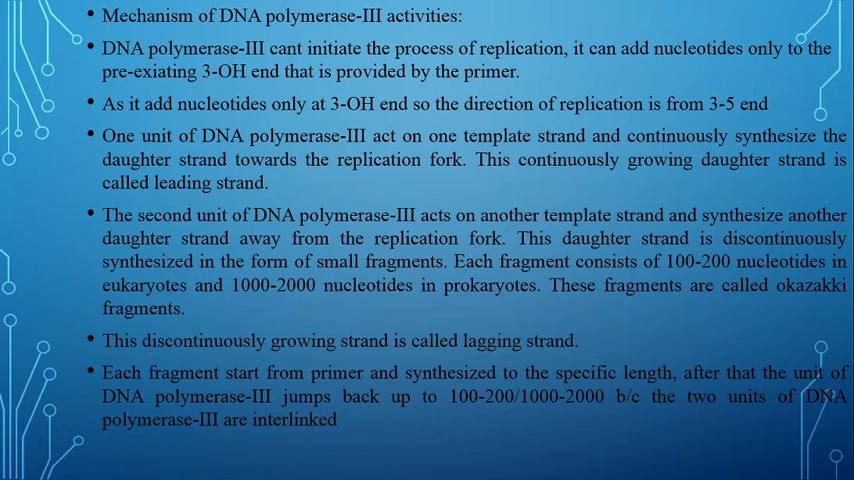 • Mechanism of DNA polymerase-III activities:
• DNA polymerase-III cant initiate the process of replication, it can add nucleotides only to the
pre-exiating 3-OH end that is provided by the primer.
• As it add nucleotides only at 3-OH end so the direction of replication is from 3-5 end
• One unit of DNA polymerase-III act on one template strand and continuously synthesize the
daughter strand towards the replication fork. This continuously growing daughter strand is
called leading strand.
• The second unit of DNA polymerase-III acts on another template strand and synthesize another
daughter strand away from the replication fork. This daughter strand is discontinuously
synthesized in the form of small fragments. Each fragment consists of 100-200 nucleotides in
eukaryotes and 1000-2000 nucleotides in prokaryotes. These fragments are called okazakki
fragments.
• This discontinuously growing strand is called lagging strand.
• Each fragment start from primer and synthesized to the specific length, after that the unit of
DNA polymerase-III jumps back up to 100-200/1000-2000 b/c the two units of DNA
polymerase-III are interlinked